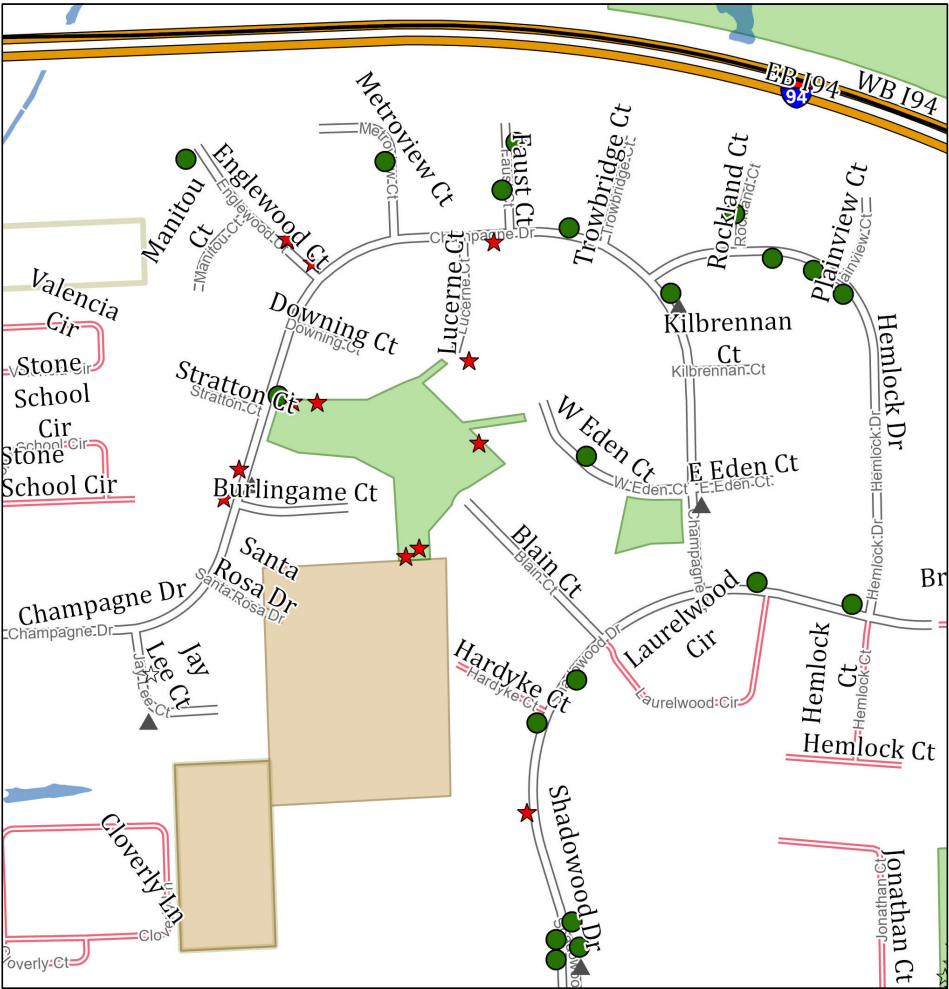 EB I94
WB I94
94
Metroview Ct
Faust Ct
Trowbridge Ct
Trowbridge-Ct
Rockland Ct
Plainview Ct
Englewood Ct
Manitou
Ct
Manitou-Ct
Champagne Dr
Lucerne Ct
Lucerne-Ct
Valencia
Cir
Downing Ct
Downing-Ct
Kilbrennan
Ct
Kilbrennan-Ct
Hemlock Dr
Hemlock-Dr
Stone
School
Cir
School Cir
Stone
School Cir
Stratton Ct
Stratton-Ct
W Eden Ct
W-Eden-Ct
E Eden Ct
E-Eden-Ct
Burlingame Ct
Champagne
Blain Ct
Blain-Ct
Santa
Rosa Dr
Santa-Rosa-Dr
Hemlock-Dr
Br
Champagne Dr
Champagne-Dr
Jay
Lee Ct
Jay-Lee-Ct
Laurelwood
Cir
Laurelwood Cir
Hardyke Ct
Hardyke-Ct
Hemlock
Ct
Hemlock-Ct
Hemlock Ct
Shadowood Dr
Cloverly Ln
Clo
overly-Ct
Jonathan Ct
Jonathan-Ct